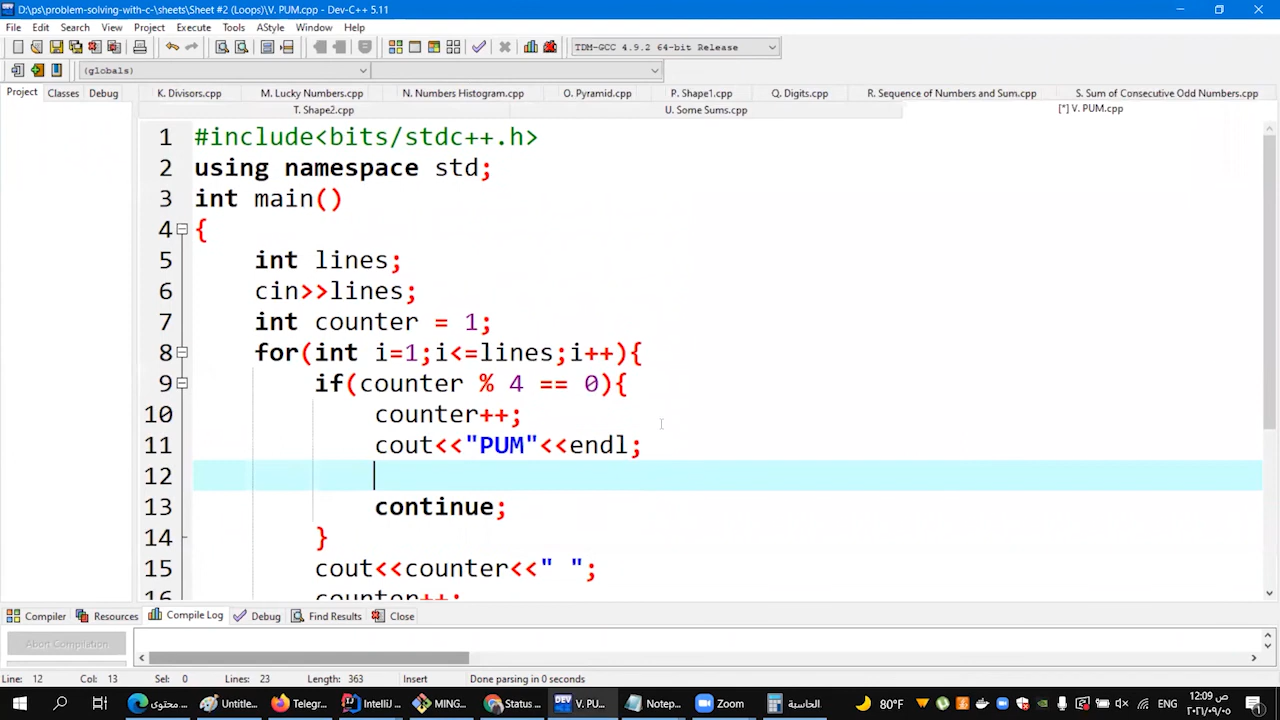 D:\ps\problem-solving-with-c-\sheets\Sheet #2 (Loops)\V. PUM.cpp - Dev-C++ 5.11
File Edit Search View Project Execute Tools AStyle Window Help
TDM-GCC 4.9.2 64-bit Release
(globals)
Project Classes Debug
K. Divisors.cpp M. Lucky Numbers.cpp N. Numbers Histogram.cpp O. Pyramid.cpp P. Shape1.cpp Q. Digits.cpp R. Sequence of Numbers and Sum.cpp S. Sum of Consecutive Odd Numbers.cpp
T. Shape2.cpp U. Some Sums.cpp [*] V. PUM.cpp
1 #include<bits/stdc++.h>
2 using namespace std;
3 int main()
4 {
5 int lines;
6 cin>>lines;
7 int counter = 1;
8 for(int i=1;i<=lines;i++){
9 if(counter % 4 == 0){
10 counter++;
11 cout<<"PUM"<<endl;
12
13 continue;
14 }
15 cout<<counter<<" ";
16 counter++;
Compiler Resources Compile Log Debug Find Results Close
Abort Compilation
Line: 12 Col: 13 Sel: 0 Lines: 23 Length: 363 Insert Done parsing in 0 seconds
محتوى ... Untitle... Telegr... IntelliJ ... MING... Status ... V. PU... Notep... Zoom الحاسبة 80°F 12:09 ص